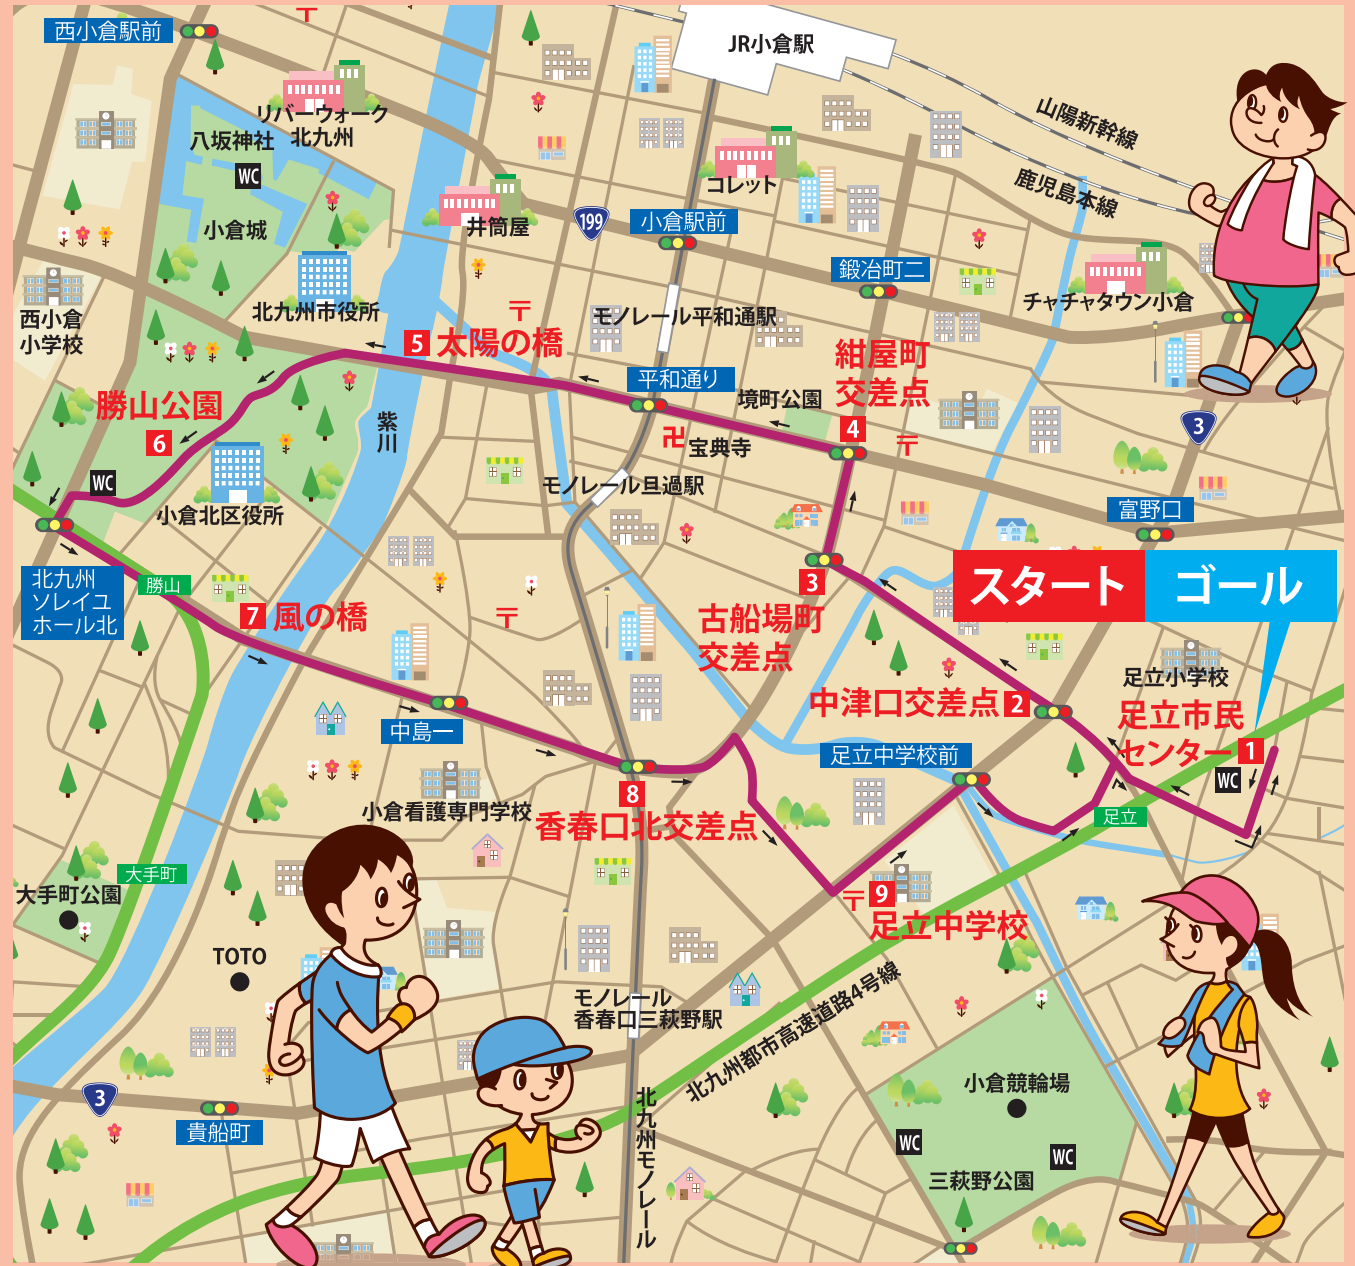 西小倉駅前
JR小倉駅
山陽新幹線
鹿児島本線
リバーウォーク
北九州
八坂神社
WC
小倉城
コレット
井筒屋
199
小倉駅前
鍛冶町二
チャチャタウン小倉
西小倉
小学校
北九州市役所
モノレール平和通駅
5 太陽の橋
紺屋町
交差点
4
平和通り
境町公園
勝山公園
6
紫川
宝典寺
3
WC
モノレール旦過駅
小倉北区役所
富野口
北九州
ソレイユ
ホール北
勝山
7 風の橋
3
古船場町
交差点
スタート
ゴール
足立小学校
中津口交差点 2
足立市民
センター 1
WC
中島一
足立中学校前
小倉看護専門学校
8
香春口北交差点
足立
大手町
大手町公園
9
足立中学校
TOTO
モノレール
香春口三萩野駅
北九州都市高速道路4号線
3
貴船町
北九州モノレール
小倉競輪場
WC
WC
三萩野公園